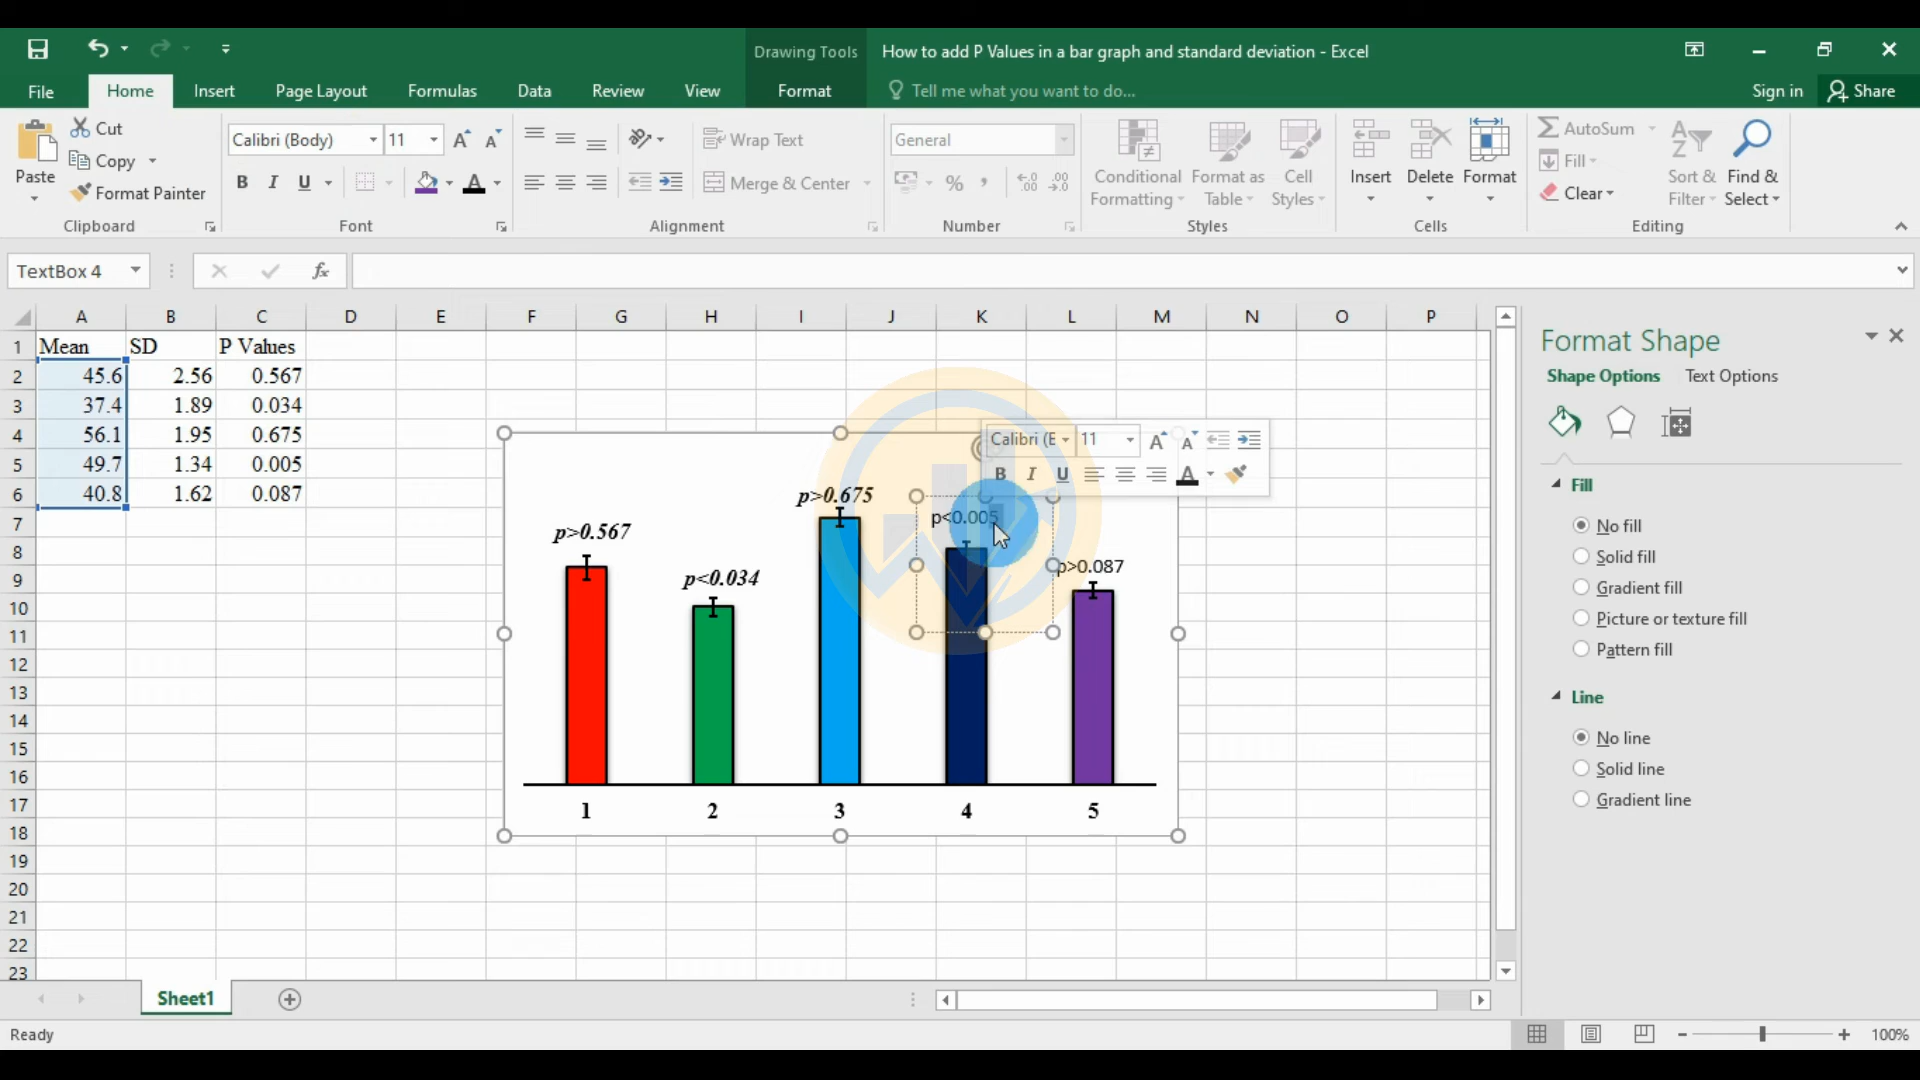 Drawing Tools
How to add P Values in a bar graph and standard deviation - Excel
File Home Insert Page Layout Formulas Data Review View Format Tell me what you want to do... Sign in Share
Paste
Cut
Copy
Format Painter
Clipboard
Calibri (Body) 11
B I U A
Font
Wrap Text
Merge & Center
Alignment
General
%
Number
Conditional Formatting
Format as Table
Cell Styles
Styles
Insert
Delete
Format
Cells
AutoSum
Fill
Clear
Sort & Filter
Find & Select
Editing
TextBox 4 fx
A B C D E F G H I J K L M N O P
1 Mean SD P Values
2 45.6 2.56 0.567
3 37.4 1.89 0.034
4 56.1 1.95 0.675
5 49.7 1.34 0.005
6 40.8 1.62 0.087
7
8
9
10
11
12
13
14
15
16
17
18
19
20
21
22
23
Calibri (E 11
B I U A
p>0.567
p<0.034
p>0.675
p<0.005
p>0.087
1 2 3 4 5
Format Shape
Shape Options Text Options
Fill
No fill
Solid fill
Gradient fill
Picture or texture fill
Pattern fill
Line
No line
Solid line
Gradient line
Sheet1
Ready
100%